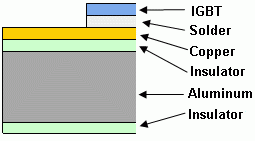 IGBT
Solder
Copper
Insulator
Aluminum
Insulator